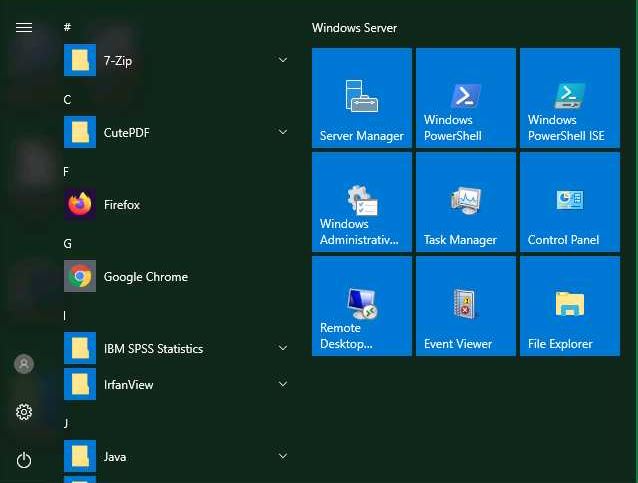 #
7-Zip
C
CutePDF
F
Firefox
G
Google Chrome
I
IBM SPSS Statistics
IrfanView
J
Java
Windows Server
Server Manager
Windows
PowerShell
Windows
PowerShell ISE
Windows
Administrativ...
Task Manager
Control Panel
Remote
Desktop...
Event Viewer
File Explorer